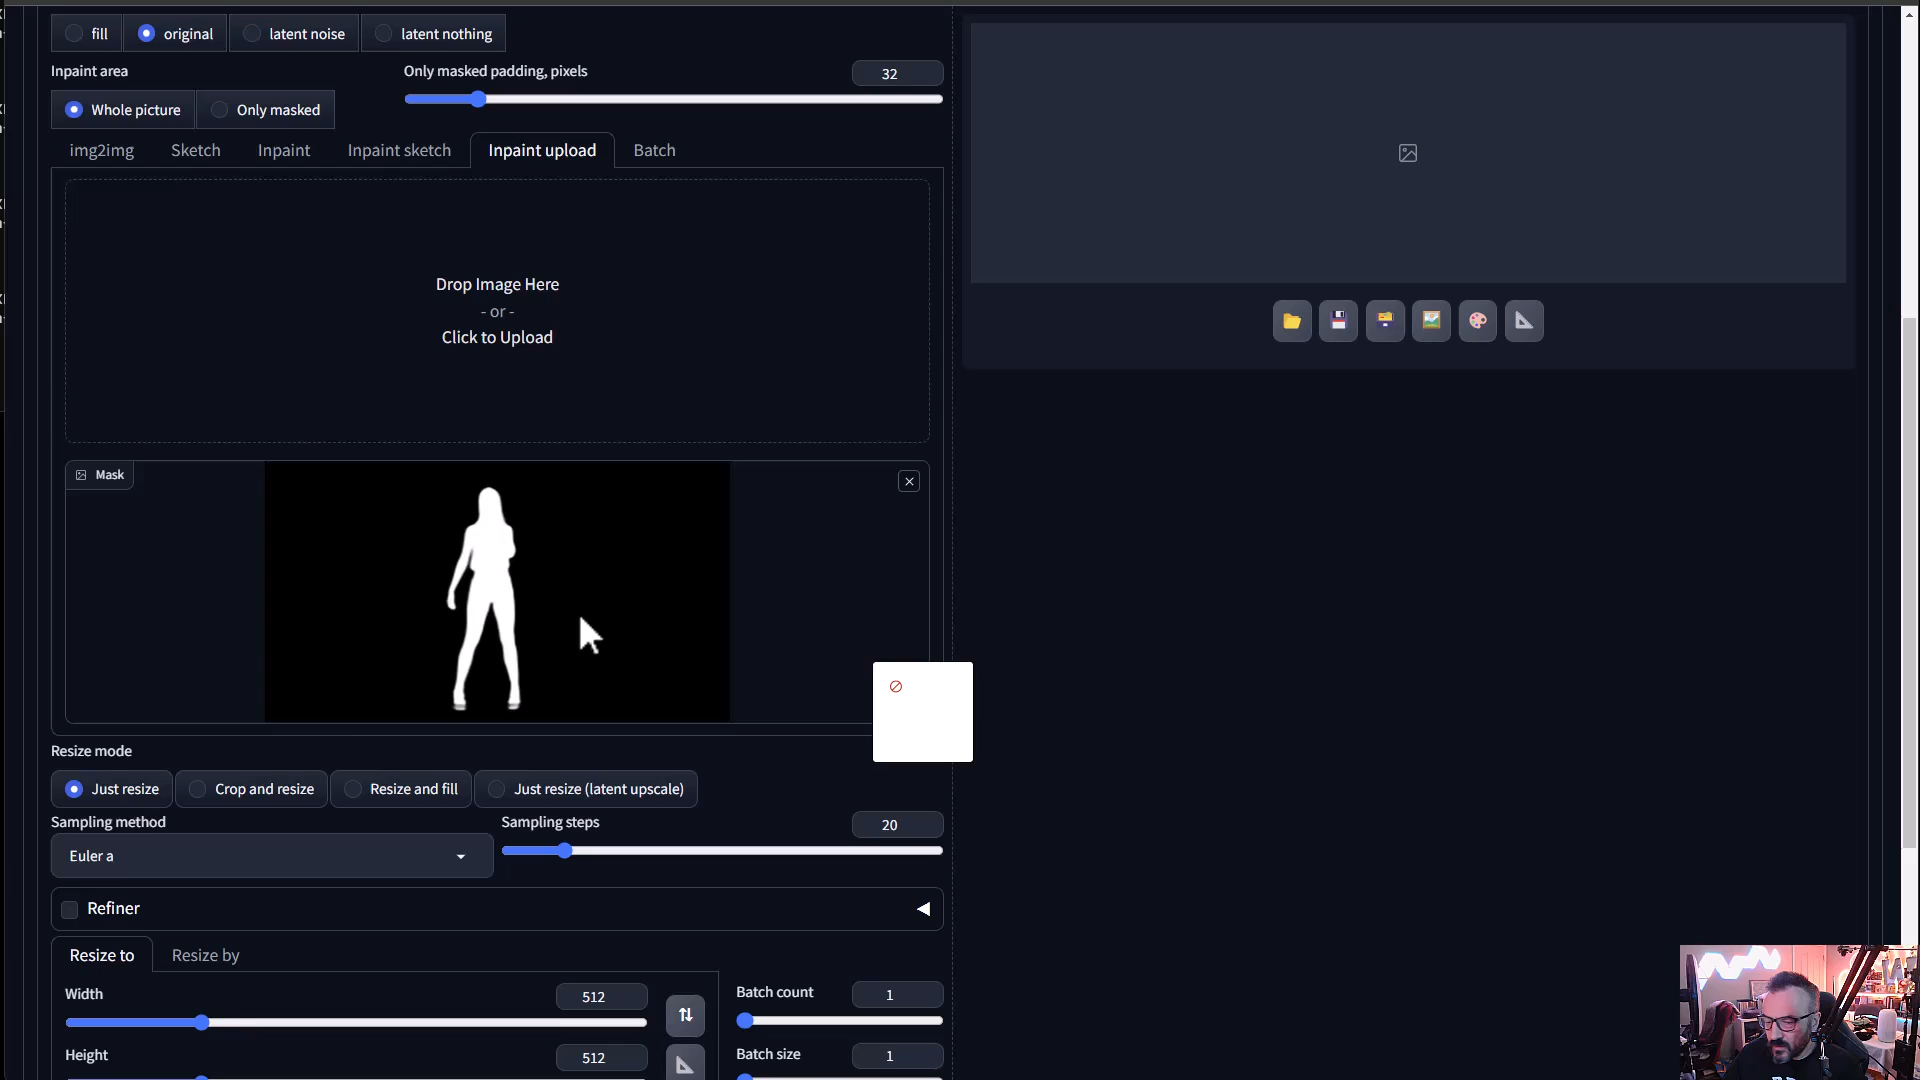 fill original latent noise latent nothing
Inpaint area
Only masked padding, pixels
32
Whole picture Only masked
img2img Sketch Inpaint Inpaint sketch Inpaint upload Batch
Drop Image Here
- or -
Click to Upload
Mask
Resize mode
Just resize Crop and resize Resize and fill Just resize (latent upscale)
Sampling method
Sampling steps
20
Euler a
Refiner
Resize to Resize by
Width
512
Batch count
1
Height
512
Batch size
1